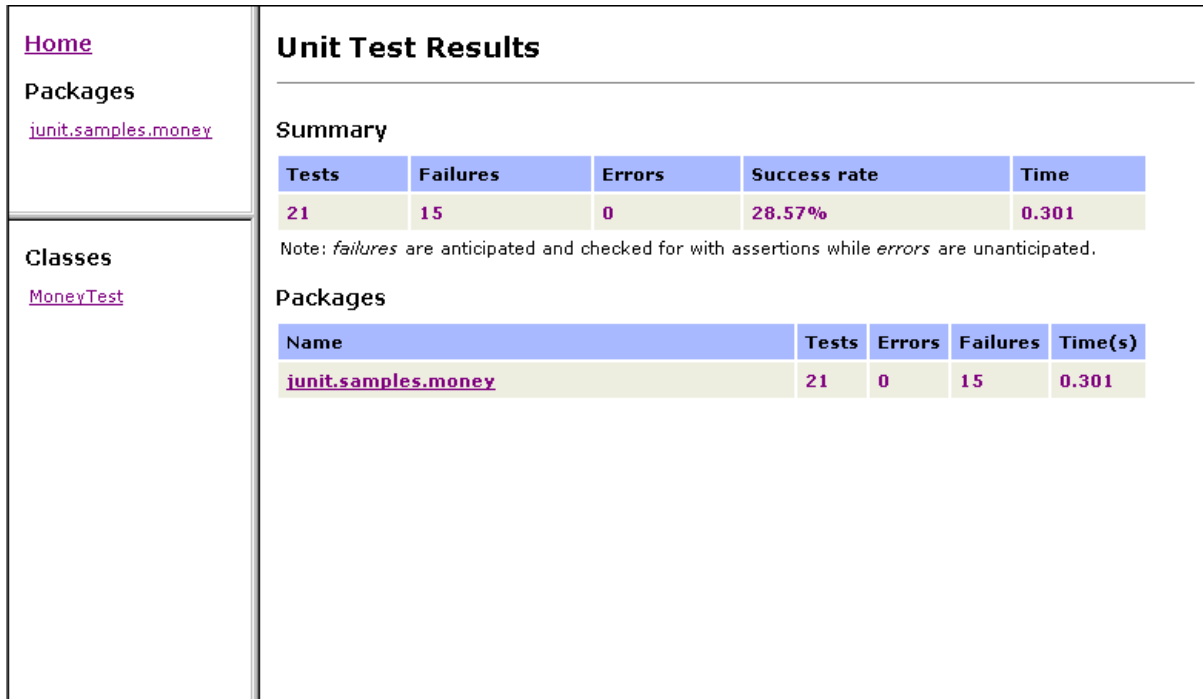 Home
Packages
junit.samples.money
Classes
MoneyTest
Unit Test Results
Summary
Tests Failures Errors Success rate Time
21 15 0 28.57% 0.301
Note: failures are anticipated and checked for with assertions while errors are unanticipated.
Packages
Name Tests Errors Failures Time(s)
junit.samples.money 21 0 15 0.301